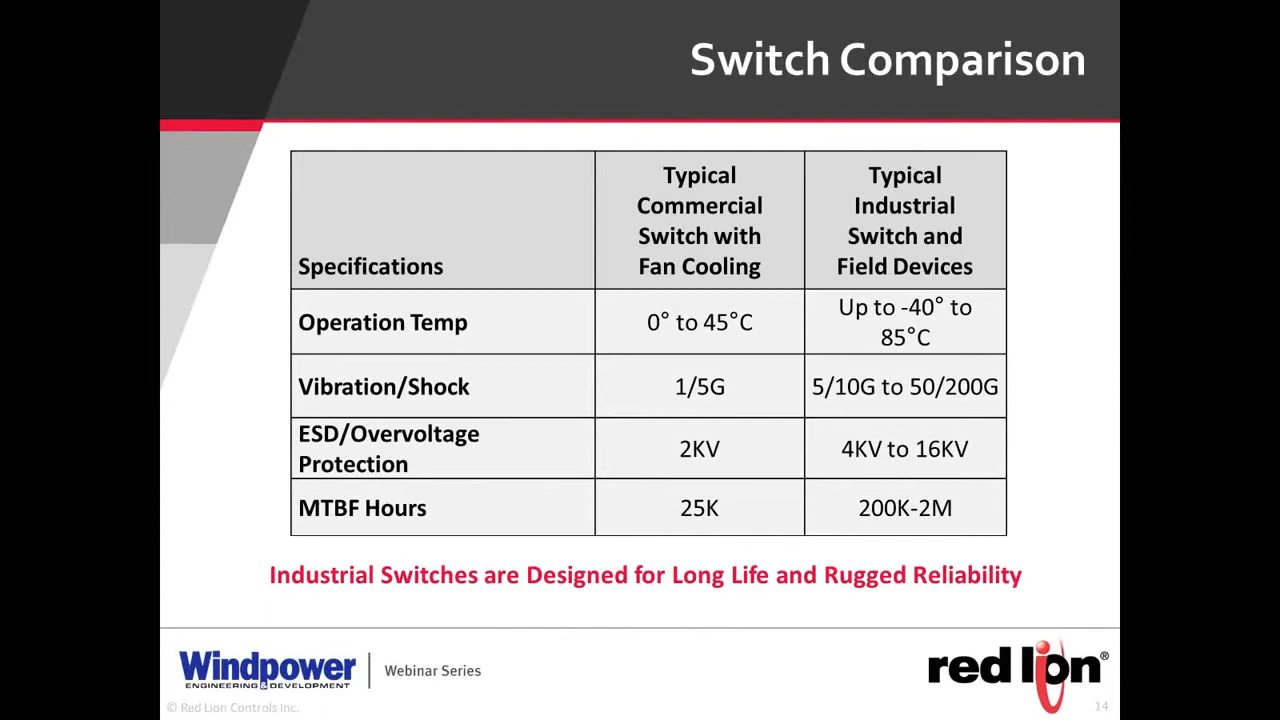 Switch Comparison
Specifications
Typical
Commercial
Switch with
Fan Cooling
Typical
Industrial
Switch and
Field Devices
Operation Temp
0° to 45°C
Up to -40° to
85°C
Vibration/Shock
1/5G
5/10G to 50/200G
ESD/Overvoltage
Protection
2KV
4KV to 16KV
MTBF Hours
25K
200K-2M
Industrial Switches are Designed for Long Life and Rugged Reliability
Windpower
ENGINEERING & DEVELOPMENT
Webinar Series
red lion®
© Red Lion Controls Inc.
14